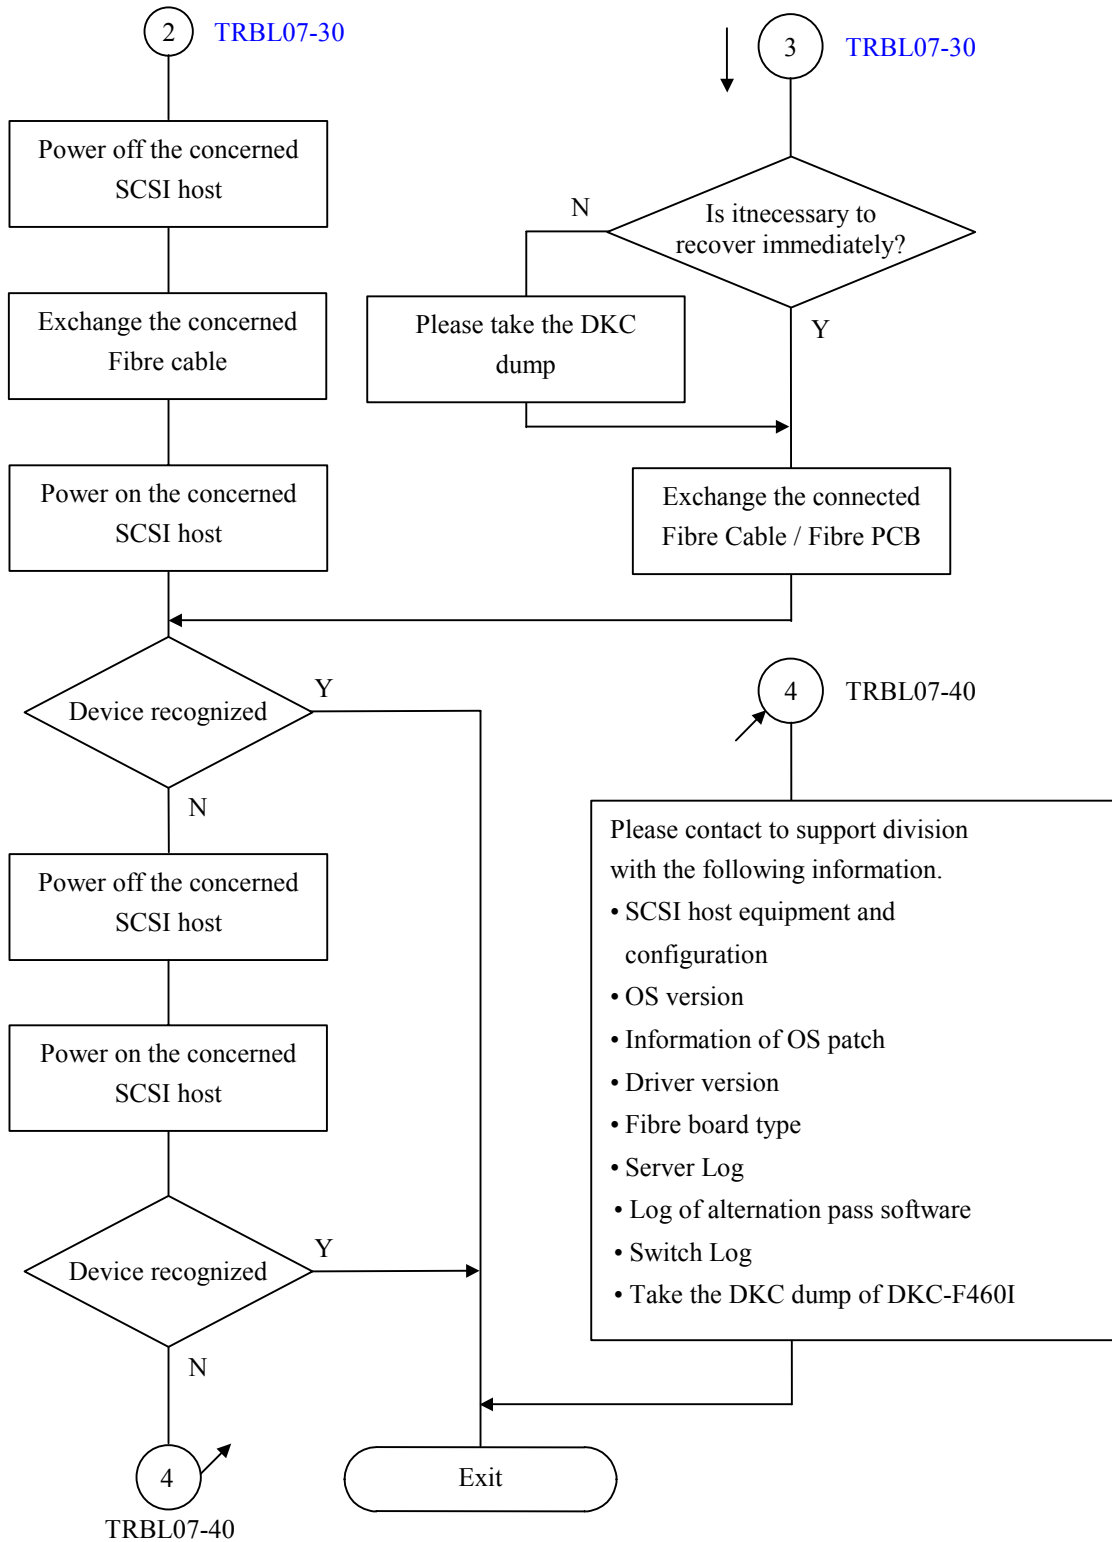 2 TRBL07-30
Power off the concerned
SCSI host
Exchange the concerned
Fibre cable
Power on the concerned
SCSI host
3 TRBL07-30
Is itnecessary to
recover immediately?
N
Y
Please take the DKC
dump
Exchange the connected
Fibre Cable / Fibre PCB
Device recognized
Y
N
Power off the concerned
SCSI host
Power on the concerned
SCSI host
Device recognized
Y
N
4
TRBL07-40
4 TRBL07-40
Please contact to support division
with the following information.
• SCSI host equipment and
configuration
• OS version
• Information of OS patch
• Driver version
• Fibre board type
• Server Log
• Log of alternation pass software
• Switch Log
• Take the DKC dump of DKC-F460I
Exit